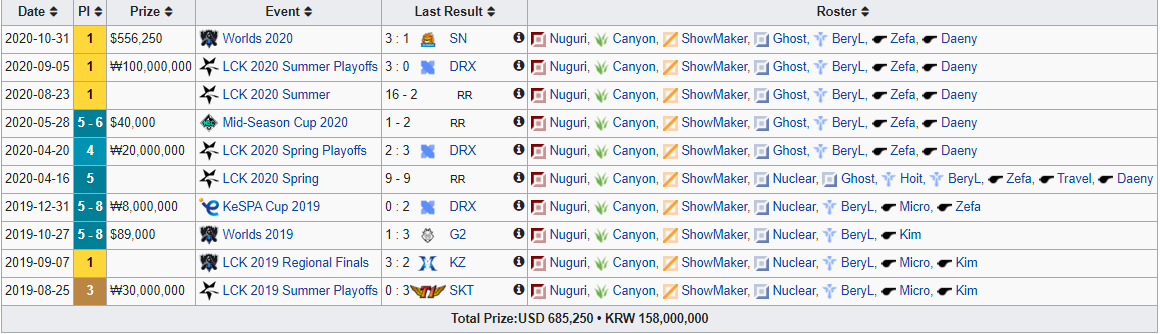 Date Pl Prize Event Last Result Roster
2020-10-31 1 $556,250 Worlds 2020 3 : 1 SN Nuguri, Canyon, ShowMaker, Ghost, BeryL, Zefa, Daeny
2020-09-05 1 ₩100,000,000 LCK 2020 Summer Playoffs 3 : 0 DRX Nuguri, Canyon, ShowMaker, Ghost, BeryL, Zefa, Daeny
2020-08-23 1 LCK 2020 Summer 16 - 2 RR Nuguri, Canyon, ShowMaker, Ghost, BeryL, Zefa, Daeny
2020-05-28 5 - 6 $40,000 Mid-Season Cup 2020 1 - 2 RR Nuguri, Canyon, ShowMaker, Ghost, BeryL, Zefa, Daeny
2020-04-20 4 ₩20,000,000 LCK 2020 Spring Playoffs 2 : 3 DRX Nuguri, Canyon, ShowMaker, Ghost, BeryL, Zefa, Daeny
2020-04-16 5 LCK 2020 Spring 9 - 9 RR Nuguri, Canyon, ShowMaker, Nuclear, Ghost, Hoit, BeryL, Zefa, Travel, Daeny
2019-12-31 5 - 8 ₩8,000,000 KeSPA Cup 2019 0 : 2 DRX Nuguri, Canyon, ShowMaker, Nuclear, BeryL, Micro, Zefa
2019-10-27 5 - 8 $89,000 Worlds 2019 1 : 3 G2 Nuguri, Canyon, ShowMaker, Nuclear, BeryL, Kim
2019-09-07 1 LCK 2019 Regional Finals 3 : 2 KZ Nuguri, Canyon, ShowMaker, Nuclear, BeryL, Micro, Kim
2019-08-25 3 ₩30,000,000 LCK 2019 Summer Playoffs 0 : 3 SKT Nuguri, Canyon, ShowMaker, Nuclear, BeryL, Micro, Kim
Total Prize:USD 685,250 • KRW 158,000,000